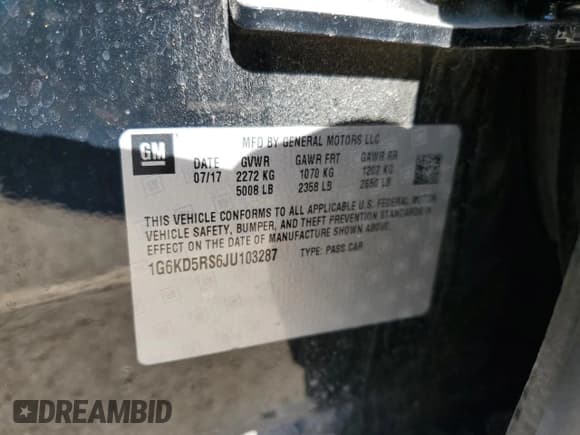 GM
MFD BY GENERAL MOTORS LLC
DATE GVWR GAWR FRT GAWR RR
07/17 2272 KG 1070 KG 1202 KG
5008 LB 2358 LB 2650 LB
THIS VEHICLE CONFORMS TO ALL APPLICABLE U.S. FEDERAL MOTOR
VEHICLE SAFETY, BUMPER, AND THEFT PREVENTION STANDARDS IN
EFFECT ON THE DATE OF MANUFACTURE SHOWN ABOVE.
1G6KD5RS6JU103287 TYPE: PASS CAR
DREAMBID